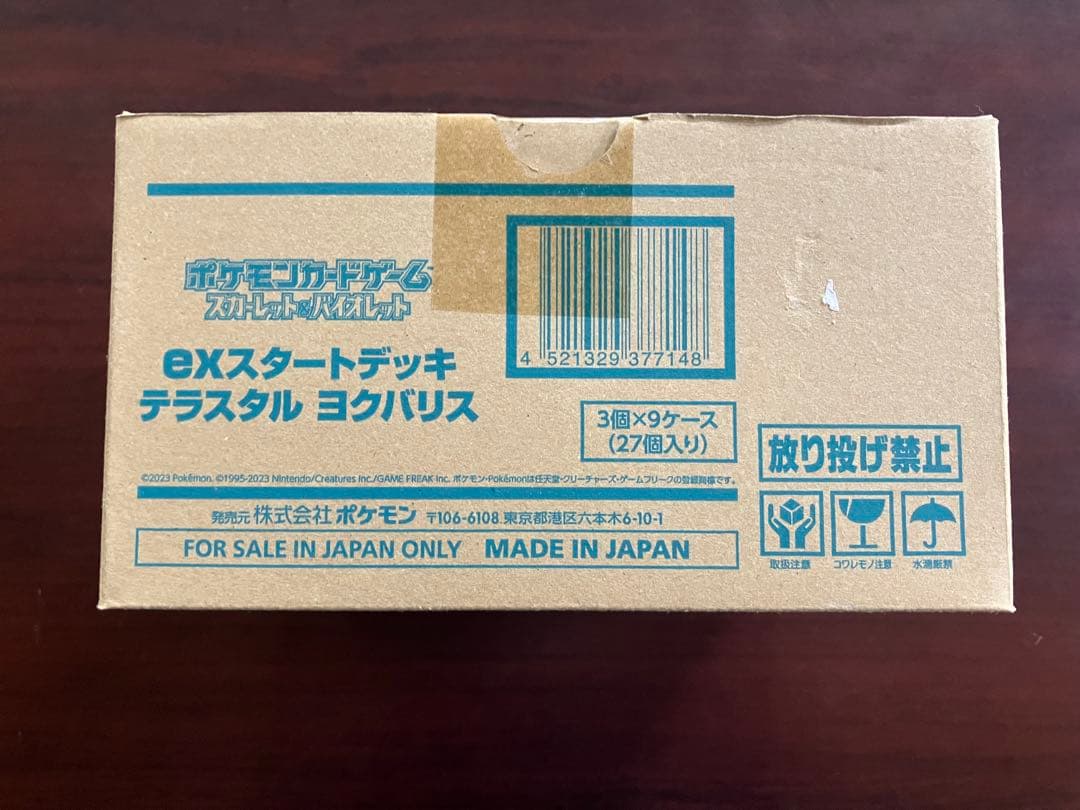 ポケモンカードゲーム
スカーレット&バイオレット
exスタートデッキ
テラスタル ヨクバリス
4 521329 377148
3個×9ケース
(27個入り)
©2023 Pokémon. ©1995-2023 Nintendo/Creatures Inc./GAME FREAK Inc. ポケモン・Pokémonは任天堂・クリーチャーズ・ゲームフリークの登録商標です。
発売元 株式会社 ポケモン 〒106-6108 東京都港区六本木6-10-1
FOR SALE IN JAPAN ONLY MADE IN JAPAN
放り投げ禁止
取扱注意 コワレモノ注意 水濡厳禁